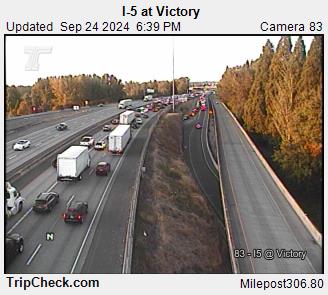 I-5 at Victory
Updated Sep 24 2024 6:39 PM Camera 83
N
83 - I5 @ Victory
TripCheck.com Milepost306.80